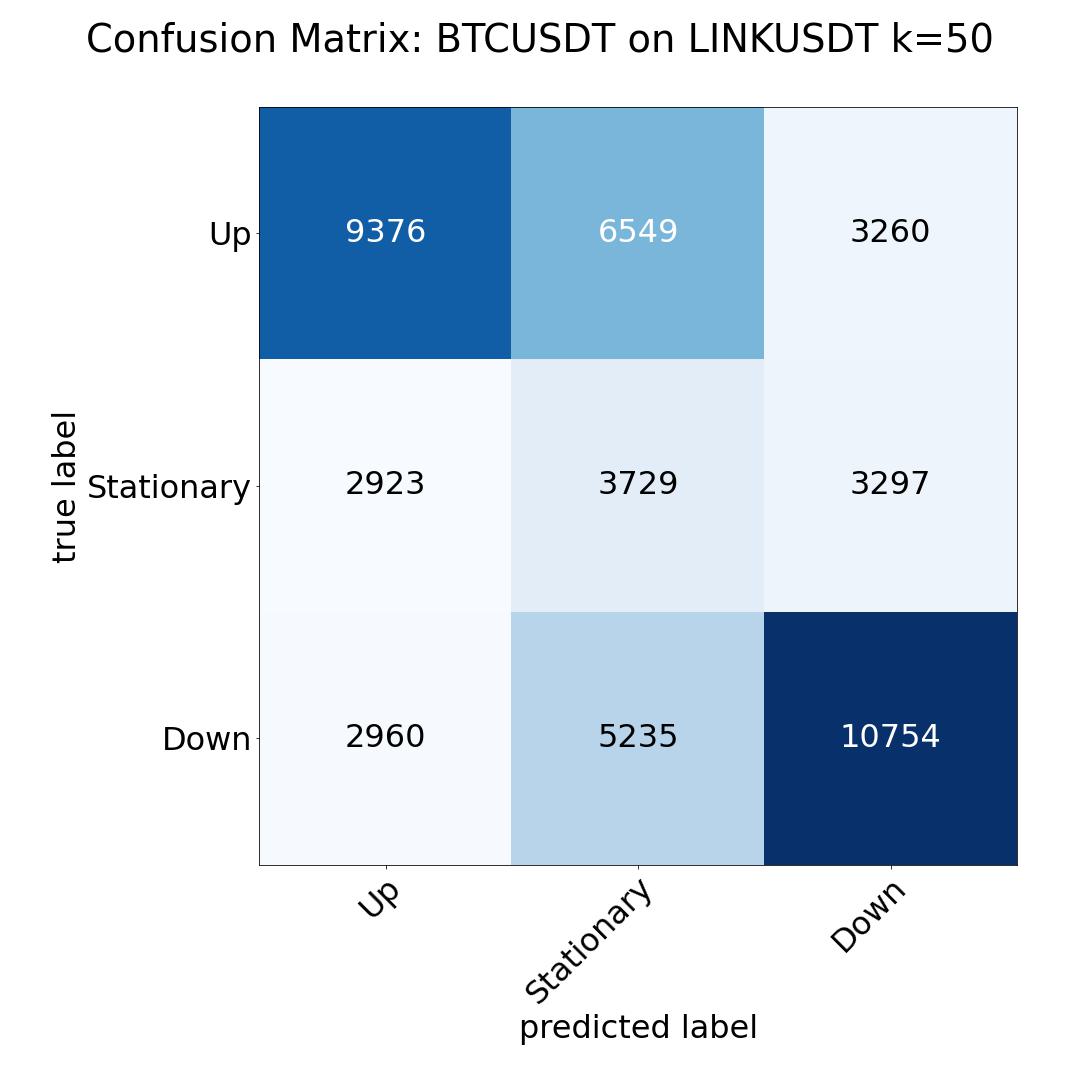 Confusion Matrix: BTCUSDT on LINKUSDT k=50
true label
Up
9376 6549 3260
Stationary
2923 3729 3297
Down
2960 5235 10754
Up Stationary Down
predicted label